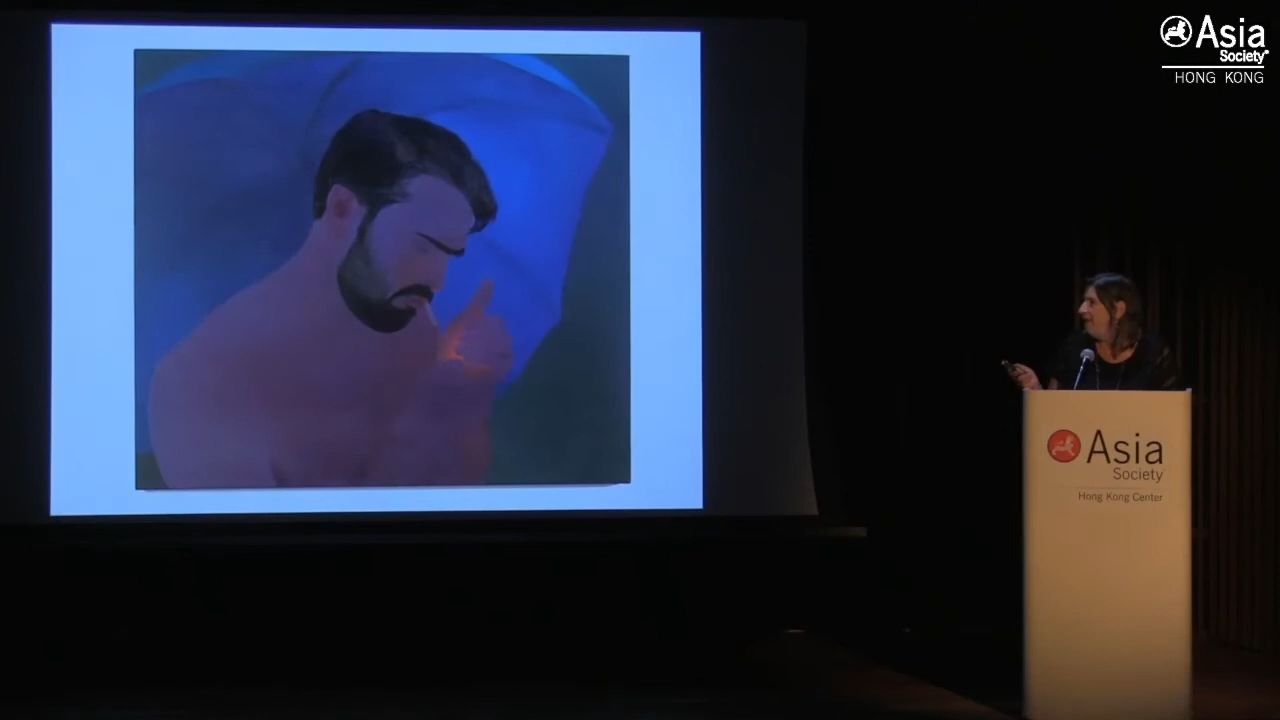 Asia
Society
HONG KONG
Asia
Society
Hong Kong Center